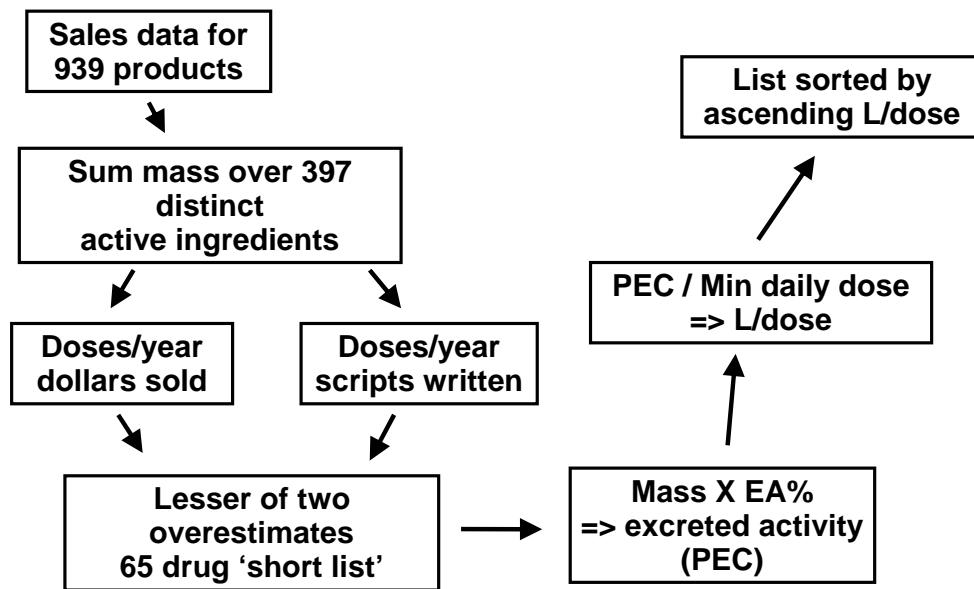 Sales data for
939 products
Sum mass over 397
distinct
active ingredients
Doses/year
dollars sold
Doses/year
scripts written
Lesser of two
overestimates
65 drug ‘short list’
Mass X EA%
=> excreted activity
(PEC)
PEC / Min daily dose
=> L/dose
List sorted by
ascending L/dose